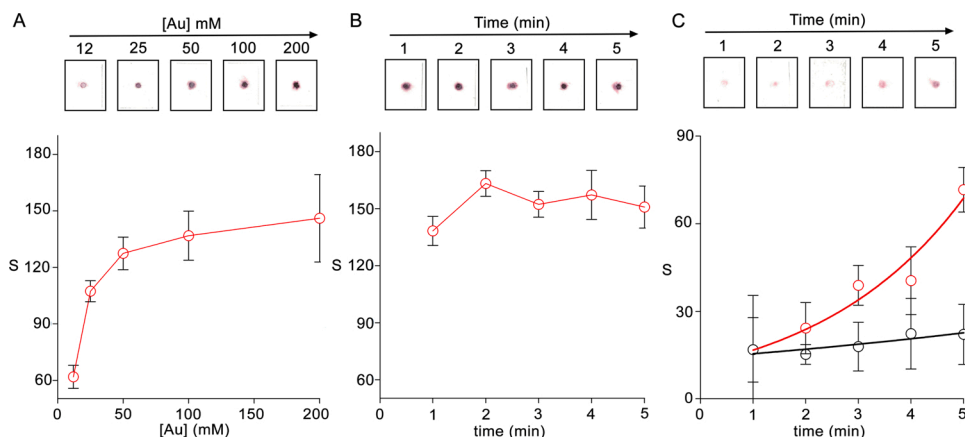 A
[Au] mM
12 25 50 100 200
180
150
120
S
90
60
0 50 100 150 200
[Au] (mM)
B
Time (min)
1 2 3 4 5
180
150
120
S
90
60
0 1 2 3 4 5
time (min)
C
Time (min)
1 2 3 4 5
90
60
S
30
0
0 1 2 3 4 5
time (min)